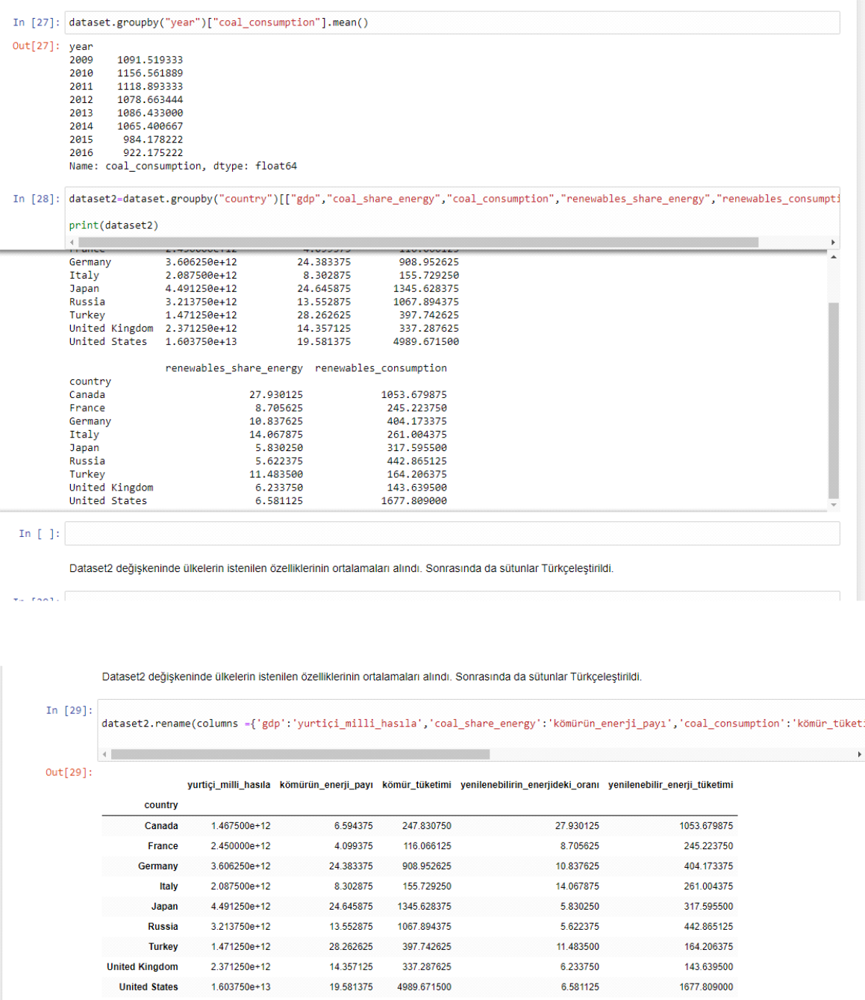 In [27]: dataset.groupby("year")["coal_consumption"].mean()
Out[27]: year
2009    1091.519333
2010    1156.561889
2011    1118.893333
2012    1078.663444
2013    1086.433000
2014    1065.400667
2015     984.178222
2016     922.175222
Name: coal_consumption, dtype: float64
In [28]: dataset2=dataset.groupby("country")[["gdp","coal_share_energy","coal_consumption","renewables_share_energy","renewables_consumpti
print(dataset2)
France 2.450000e+12 4.099375 116.066125
Germany 3.606250e+12 24.383375 908.952625
Italy 2.087500e+12 8.302875 155.729250
Japan 4.491250e+12 24.645875 1345.628375
Russia 3.213750e+12 13.552875 1067.894375
Turkey 1.471250e+12 28.262625 397.742625
United Kingdom 2.371250e+12 14.357125 337.287625
United States 1.603750e+13 19.581375 4989.671500
renewables_share_energy renewables_consumption
country
Canada 27.930125 1053.679875
France 8.705625 245.223750
Germany 10.837625 404.173375
Italy 14.067875 261.004375
Japan 5.830250 317.595500
Russia 5.622375 442.865125
Turkey 11.483500 164.206375
United Kingdom 6.233750 143.639500
United States 6.581125 1677.809000
In [ ]:
Dataset2 değişkeninde ülkelerin istenilen özelliklerinin ortalamaları alındı. Sonrasında da sütunlar Türkçeleştirildi.
Dataset2 değişkeninde ülkelerin istenilen özelliklerinin ortalamaları alındı. Sonrasında da sütunlar Türkçeleştirildi.
In [29]:
dataset2.rename(columns ={'gdp':'yurtiçi_milli_hasıla','coal_share_energy':'kömürün_enerji_payı','coal_consumption':'kömür_tüketi
Out[29]:
yurtiçi_milli_hasıla kömürün_enerji_payı kömür_tüketimi yenilenebilirin_enerjideki_oranı yenilenebilir_enerji_tüketimi
country
Canada 1.467500e+12 6.594375 247.830750 27.930125 1053.679875
France 2.450000e+12 4.099375 116.066125 8.705625 245.223750
Germany 3.606250e+12 24.383375 908.952625 10.837625 404.173375
Italy 2.087500e+12 8.302875 155.729250 14.067875 261.004375
Japan 4.491250e+12 24.645875 1345.628375 5.830250 317.595500
Russia 3.213750e+12 13.552875 1067.894375 5.622375 442.865125
Turkey 1.471250e+12 28.262625 397.742625 11.483500 164.206375
United Kingdom 2.371250e+12 14.357125 337.287625 6.233750 143.639500
United States 1.603750e+13 19.581375 4989.671500 6.581125 1677.809000